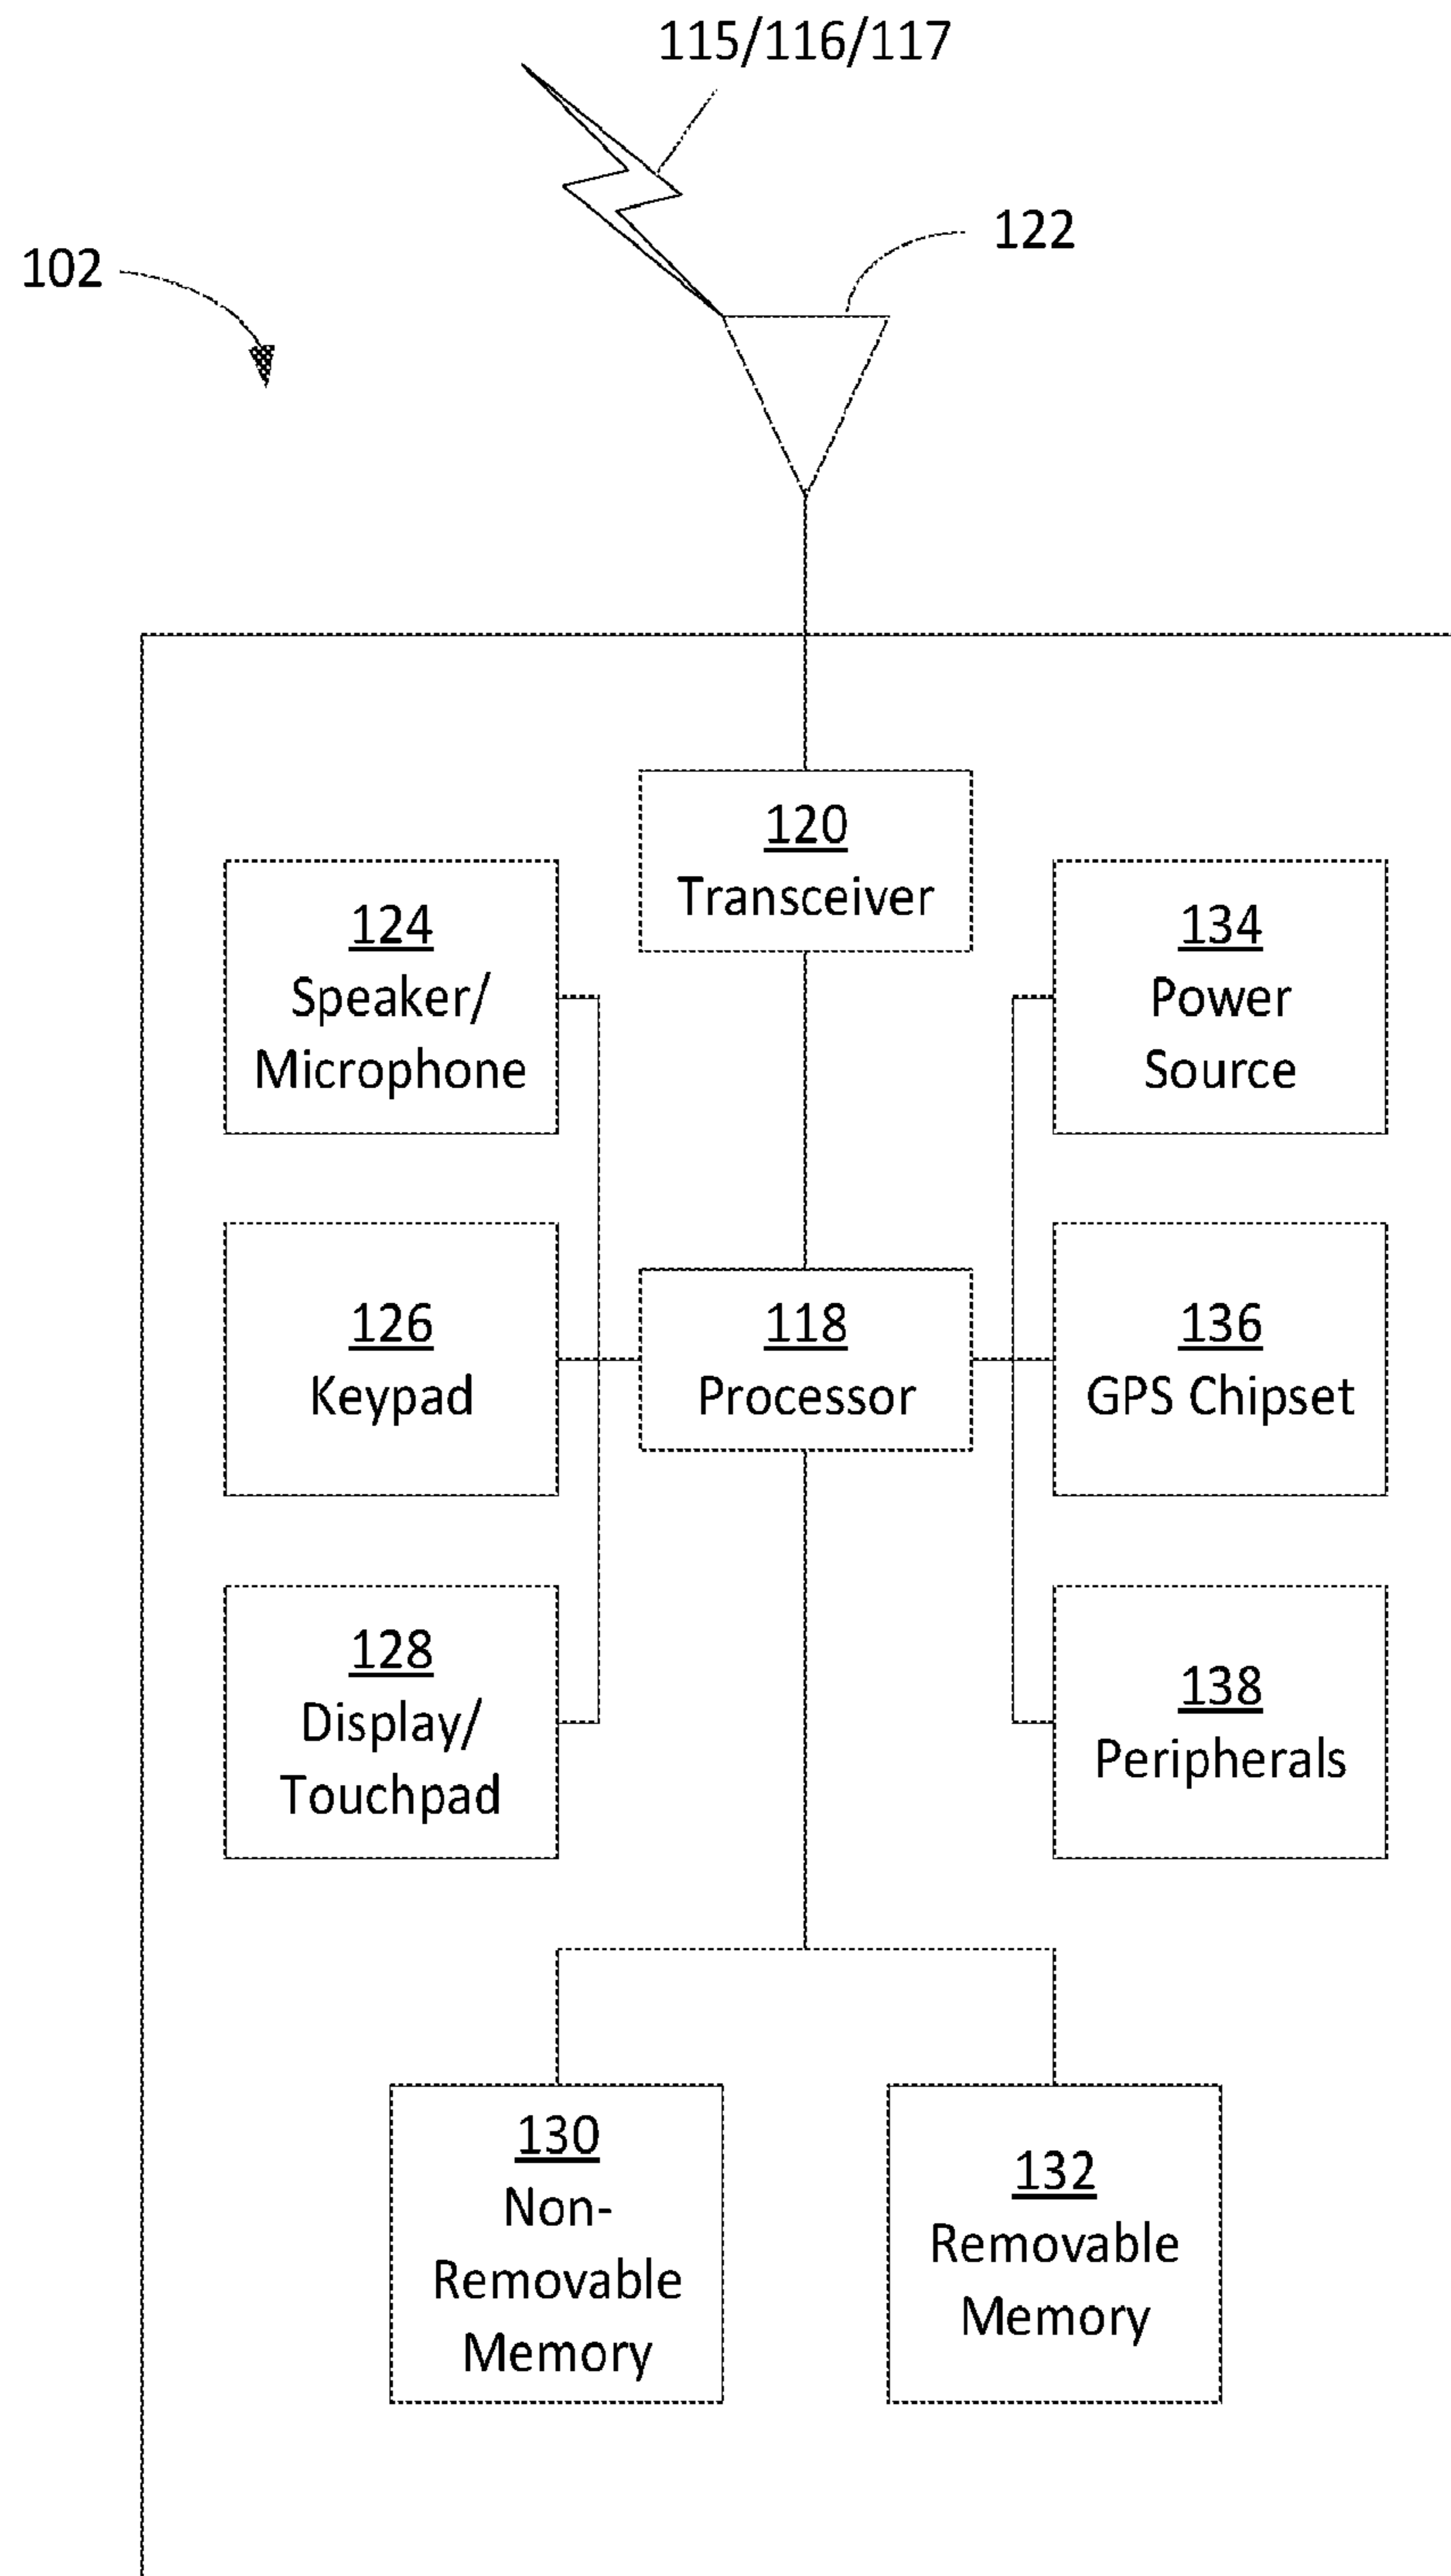 115/116/117
122
102
120
Transceiver
124
Speaker/
Microphone
134
Power
Source
126
Keypad
118
Processor
136
GPS Chipset
128
Display/
Touchpad
138
Peripherals
130
Non-
Removable
Memory
132
Removable
Memory